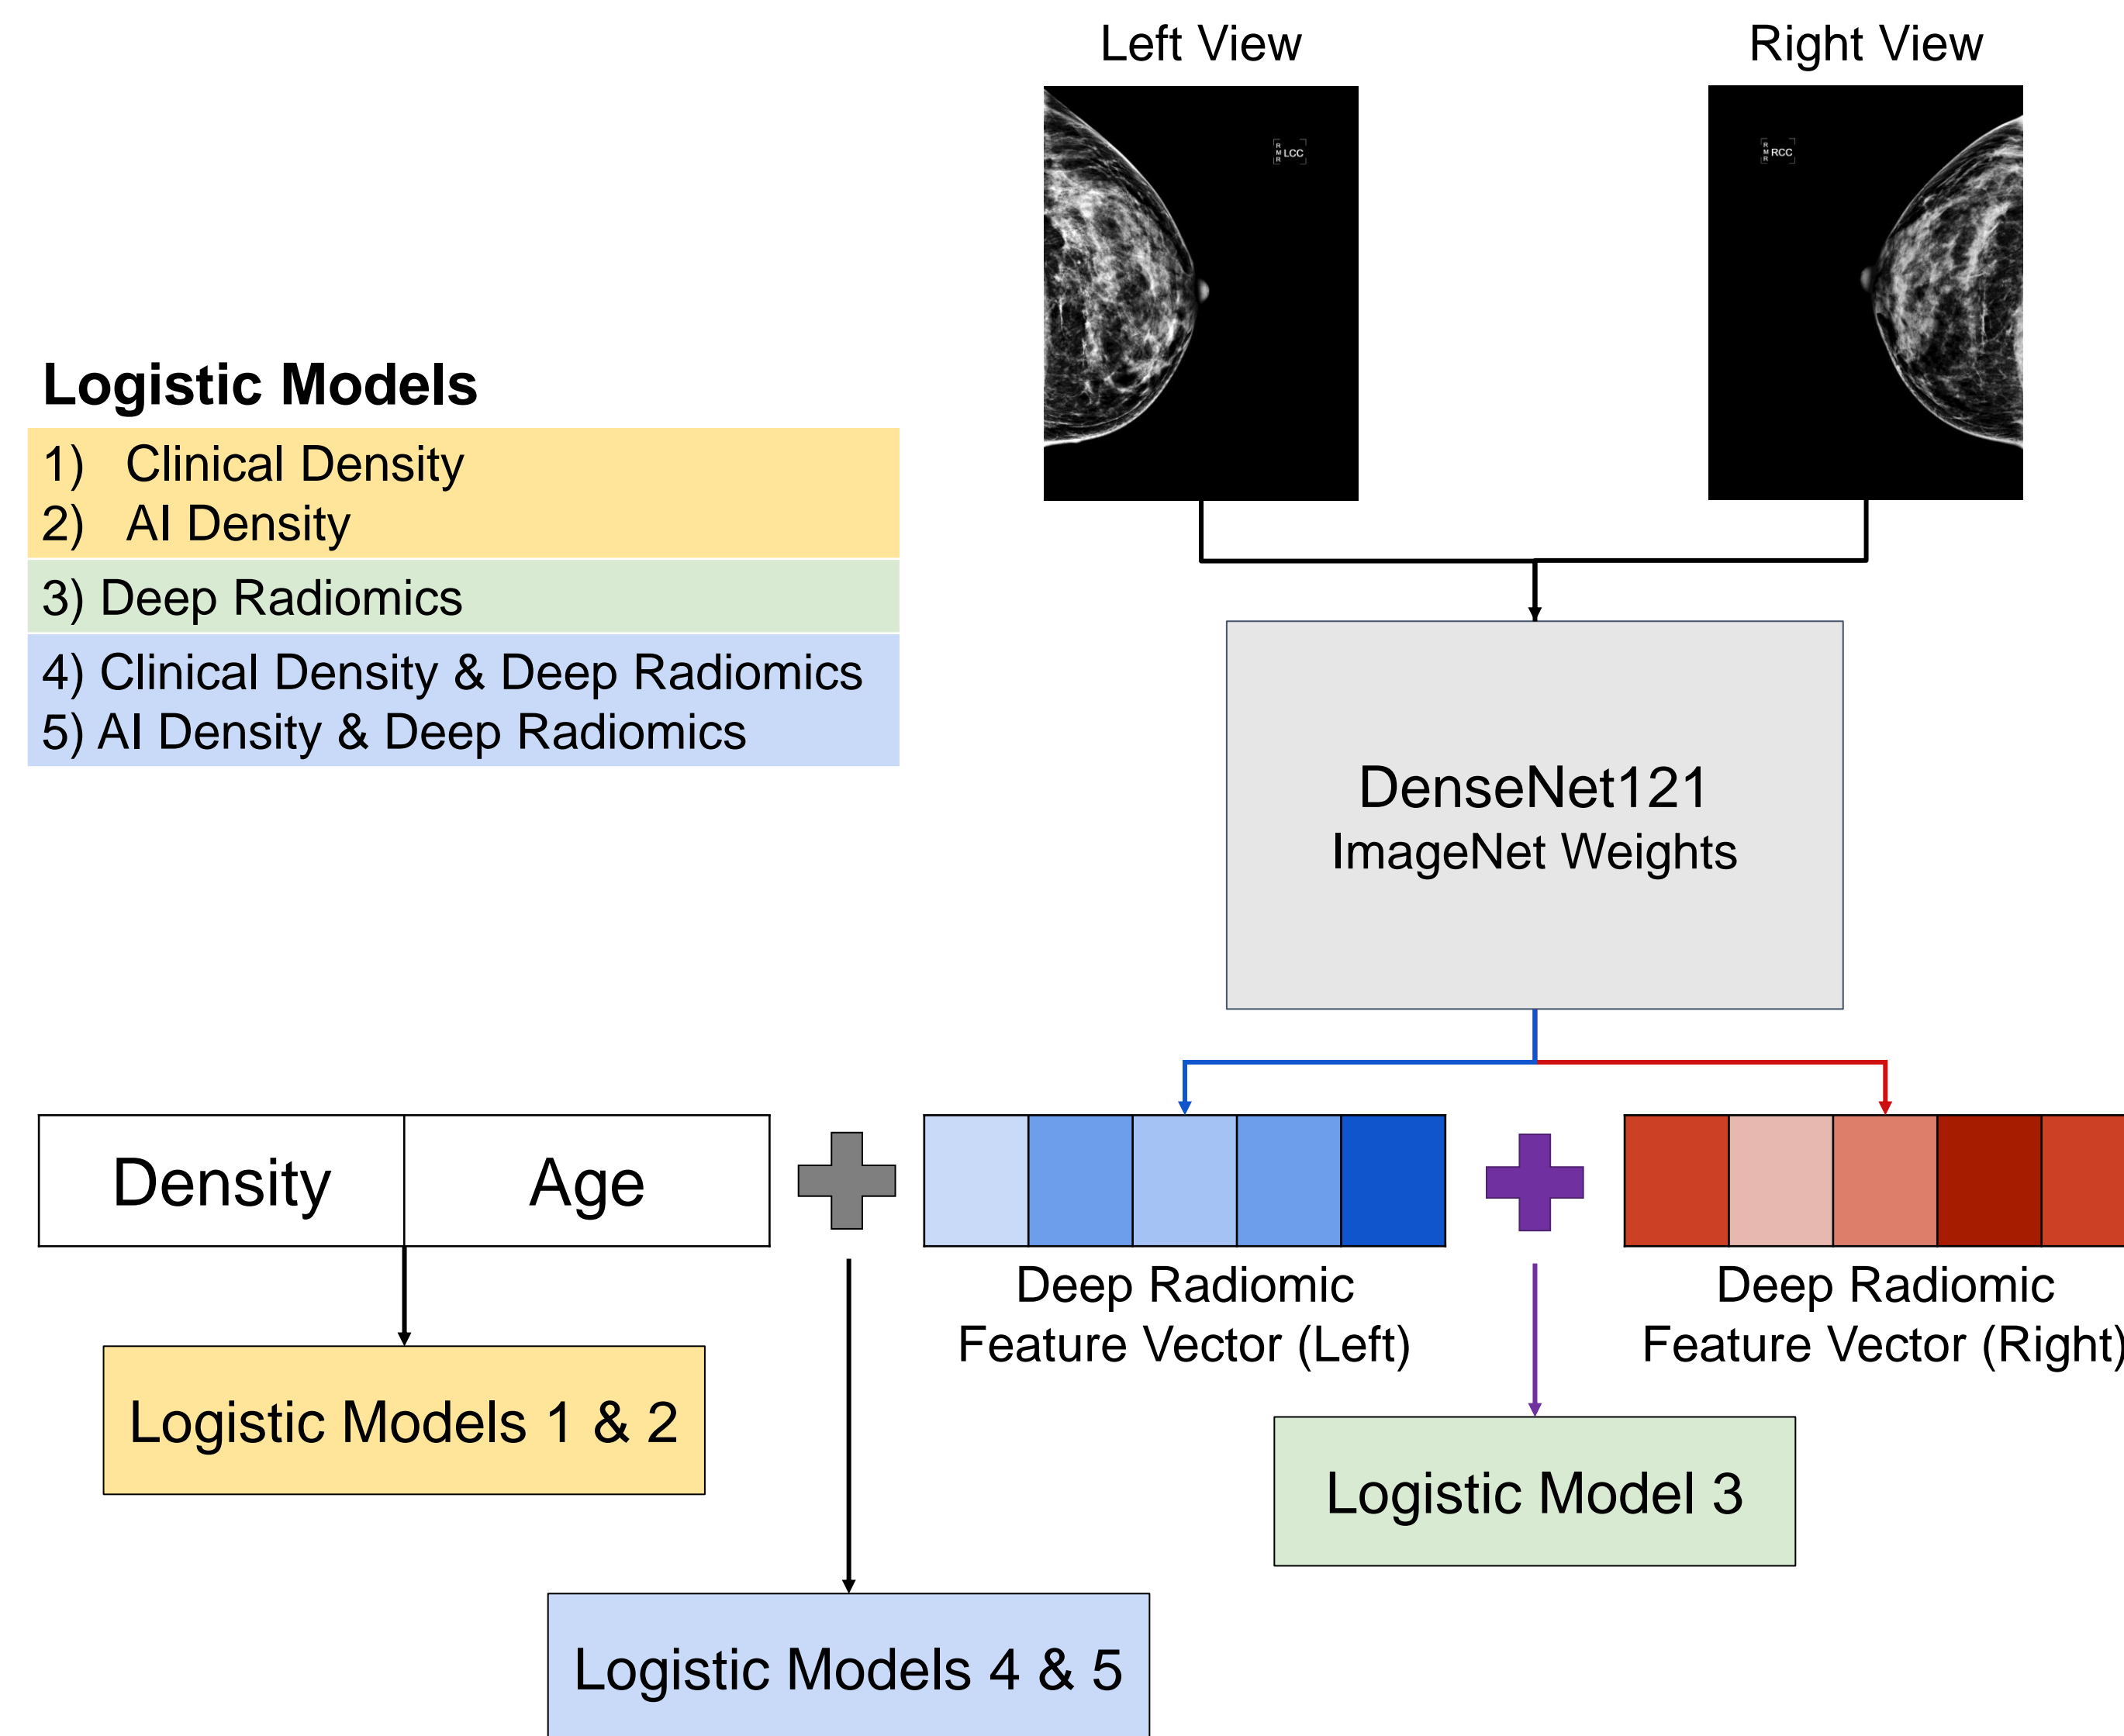 Left View
Right View
R
M
R
LCC
R
M
R
RCC
Logistic Models
1) Clinical Density
2) AI Density
3) Deep Radiomics
4) Clinical Density & Deep Radiomics
5) AI Density & Deep Radiomics
DenseNet121
ImageNet Weights
Density
Age
Deep Radiomic
Feature Vector (Left)
Deep Radiomic
Feature Vector (Right)
Logistic Models 1 & 2
Logistic Model 3
Logistic Models 4 & 5